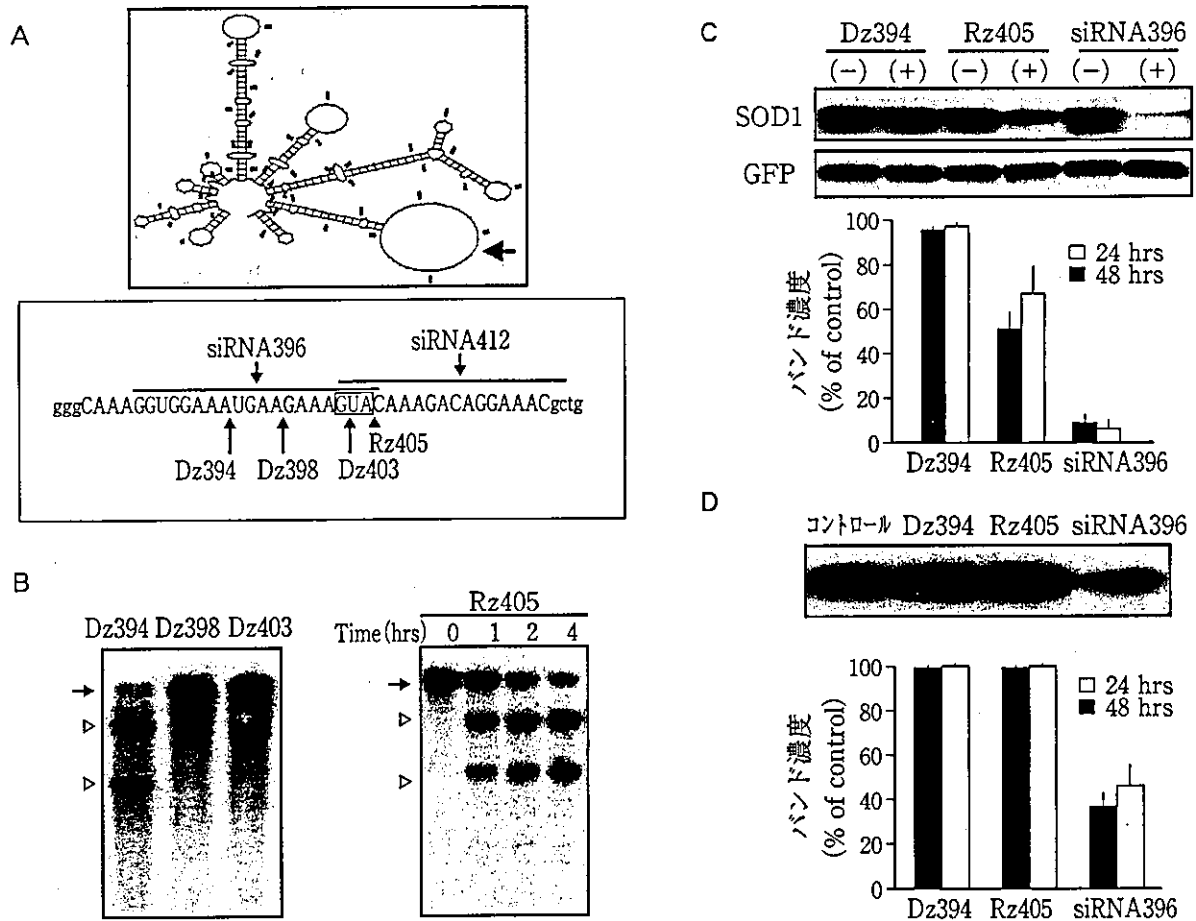 A
siRNA396
siRNA412
gggCAAAGGUGGAAAUGAAGAAAGUACAAAGACAGGAAACgctg
Rz405
Dz394
Dz398
Dz403
B
Dz394 Dz398 Dz403
Rz405
Time(hrs) 0 1 2 4
C
Dz394 Rz405 siRNA396
(−) (+) (−) (+) (−) (+)
SOD1
GFP
バンド濃度
(% of control)
100
80
60
40
20
0
24 hrs
48 hrs
Dz394 Rz405 siRNA396
D
コントロール Dz394 Rz405 siRNA396
バンド濃度
(% of control)
100
80
60
40
20
0
24 hrs
48 hrs
Dz394 Rz405 siRNA396